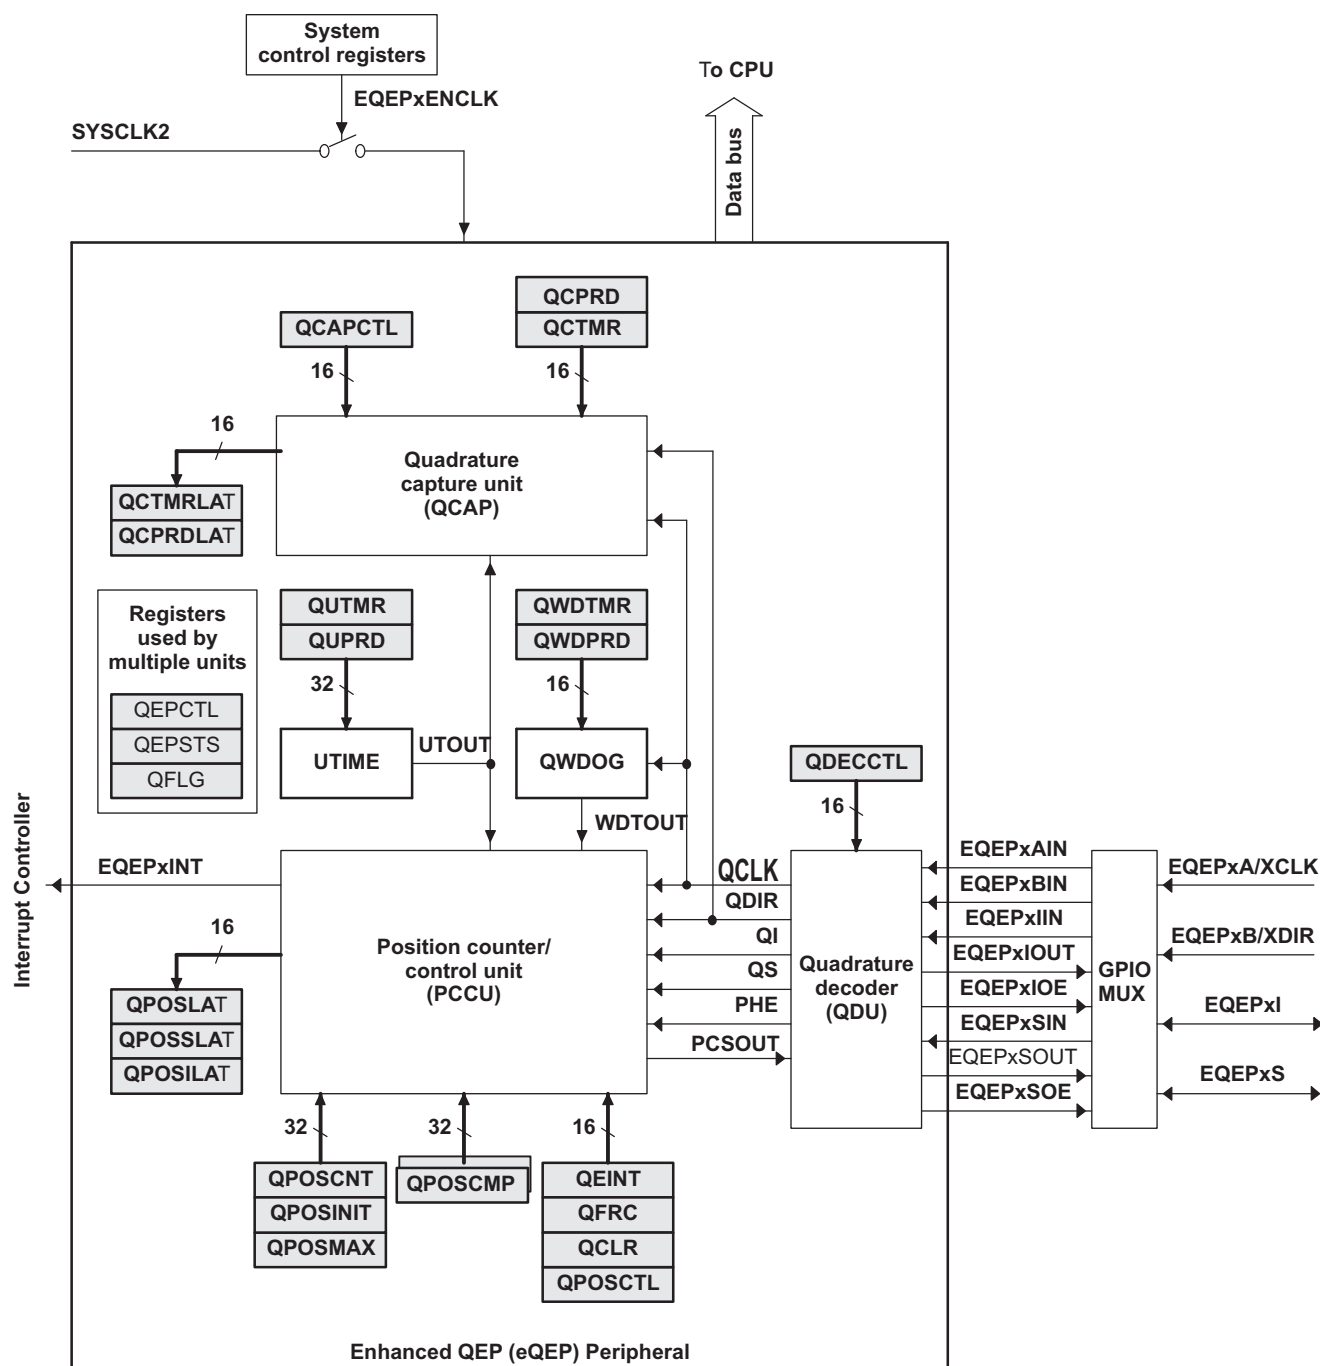 System
control registers
To CPU
EQEPxENCLK
SYSCLK2
Data bus
QCPRD
QCAPCTL
QCTMR
16
16
16
Quadrature
capture unit
(QCAP)
QCTMRLAT
QCPRDLAT
Registers
used by
multiple units
QEPCTL
QEPSTS
QFLG
QUTMR
QUPRD
QWDTMR
QWDPRD
32
16
UTIME
UTOUT
QWDOG
QDECCTL
WDTOUT
16
Interrupt Controller
EQEPxINT
16
Position counter/
control unit
(PCCU)
QPOSLAT
QPOSSLAT
QPOSILAT
QCLK
QDIR
QI
QS
PHE
PCSOUT
Quadrature
decoder
(QDU)
EQEPxAIN
EQEPxBIN
EQEPxIIN
EQEPxIOUT
EQEPxIOE
EQEPxSIN
EQEPxSOUT
EQEPxSOE
GPIO
MUX
EQEPxA/XCLK
EQEPxB/XDIR
EQEPxI
EQEPxS
32
32
16
QPOSCNT
QPOSINIT
QPOSMAX
QPOSCMP
QEINT
QFRC
QCLR
QPOSCTL
Enhanced QEP (eQEP) Peripheral